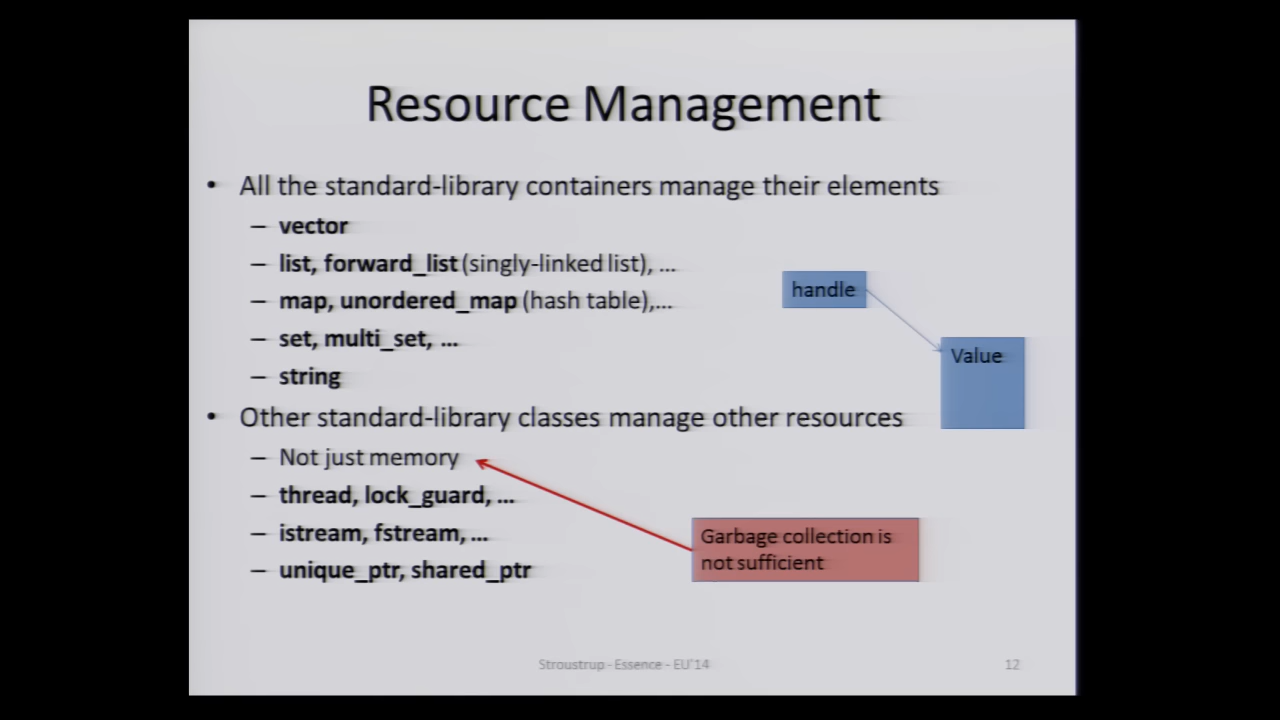 Resource Management
• All the standard-library containers manage their elements
– vector
– list, forward_list (singly-linked list), ...
– map, unordered_map (hash table),...
– set, multi_set, ...
– string
handle
Value
• Other standard-library classes manage other resources
– Not just memory
– thread, lock_guard, ...
– istream, fstream, ...
– unique_ptr, shared_ptr
Garbage collection is
not sufficient
Stroustrup - Essence - EU'14
12